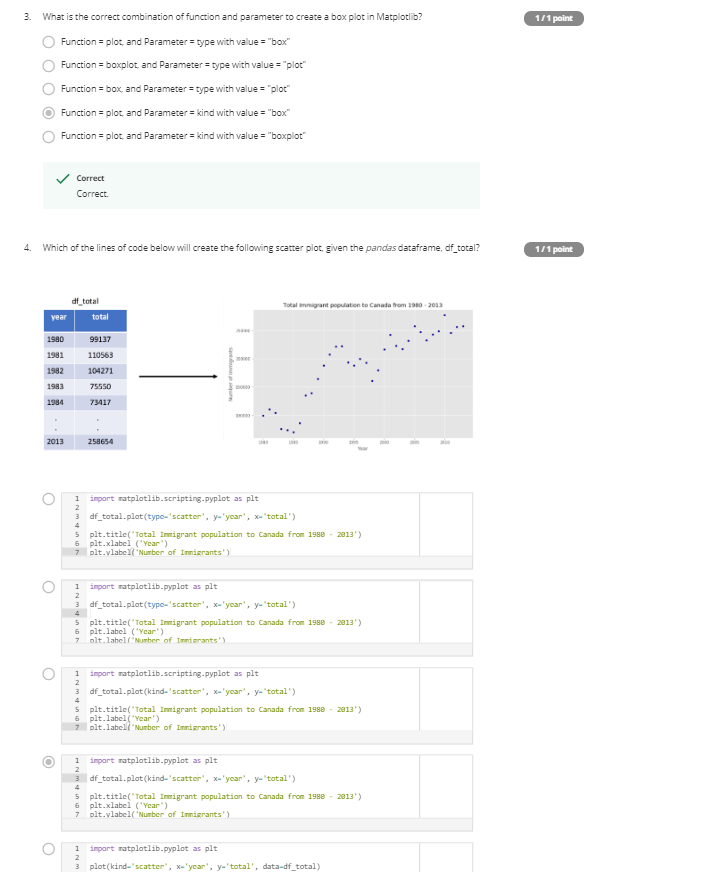 3. What is the correct combination of function and parameter to create a box plot in Matplotlib?
1 / 1 point
Function = plot, and Parameter = type with value = "box"
Function = boxplot, and Parameter = type with value = "plot"
Function = box, and Parameter = type with value = "plot"
Function = plot, and Parameter = kind with value = "box"
Function = plot, and Parameter = kind with value = "boxplot"
Correct
Correct.
4. Which of the lines of code below will create the following scatter plot, given the pandas dataframe, df_total?
1 / 1 point
df_total
year total
1980 99137
1981 110563
1982 104271
1983 75550
1984 73417
. .
. .
2013 258654
Total Immigrant population to Canada from 1980 - 2013
Number of Immigrants
Year
1 import matplotlib.scripting.pyplot as plt
2
3 df_total.plot(type='scatter', y='year', x='total')
4
5 plt.title('Total Immigrant population to Canada from 1980 - 2013')
6 plt.xlabel ('Year')
7 plt.ylabel('Number of Immigrants')
1 import matplotlib.pyplot as plt
2
3 df_total.plot(type='scatter', x='year', y='total')
4
5 plt.title('Total Immigrant population to Canada from 1980 - 2013')
6 plt.label ('Year')
7 plt.label('Number of Immigrants')
1 import matplotlib.scripting.pyplot as plt
2
3 df_total.plot(kind='scatter', x='year', y='total')
4
5 plt.title('Total Immigrant population to Canada from 1980 - 2013')
6 plt.label('Year')
7 plt.label('Number of Immigrants')
1 import matplotlib.pyplot as plt
2
3 df_total.plot(kind='scatter', x='year', y='total')
4
5 plt.title('Total Immigrant population to Canada from 1980 - 2013')
6 plt.xlabel ('Year')
7 plt.ylabel('Number of Immigrants')
1 import matplotlib.pyplot as plt
2
3 plot(kind='scatter', x='year', y='total', data=df_total)